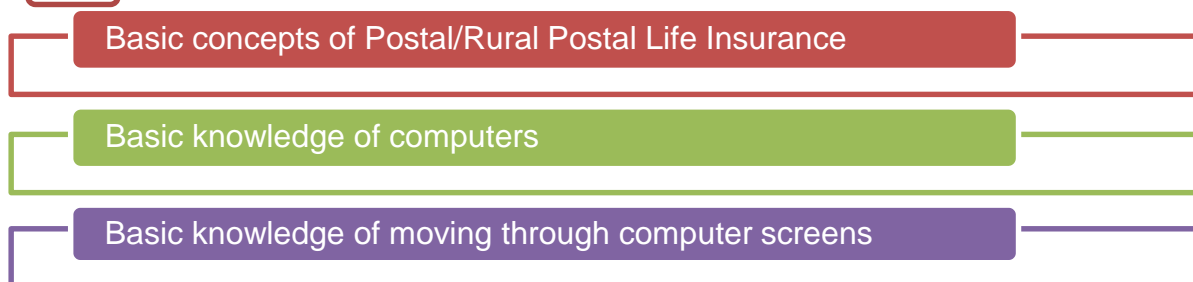 Basic concepts of Postal/Rural Postal Life Insurance
Basic knowledge of computers
Basic knowledge of moving through computer screens